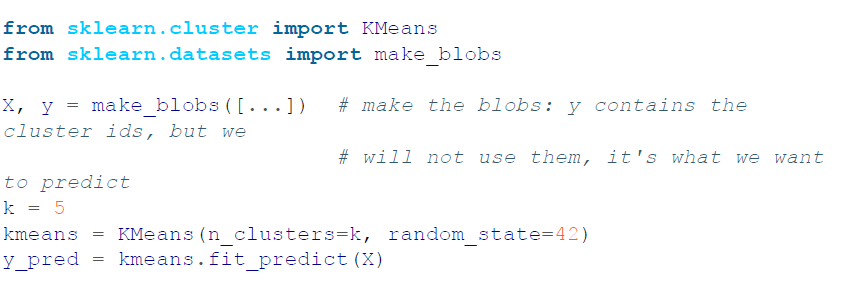 from sklearn.cluster import KMeans
from sklearn.datasets import make_blobs
X, y = make_blobs([...])  # make the blobs: y contains the
cluster ids, but we
# will not use them, it's what we want
to predict
k = 5
kmeans = KMeans(n_clusters=k, random_state=42)
y_pred = kmeans.fit_predict(X)